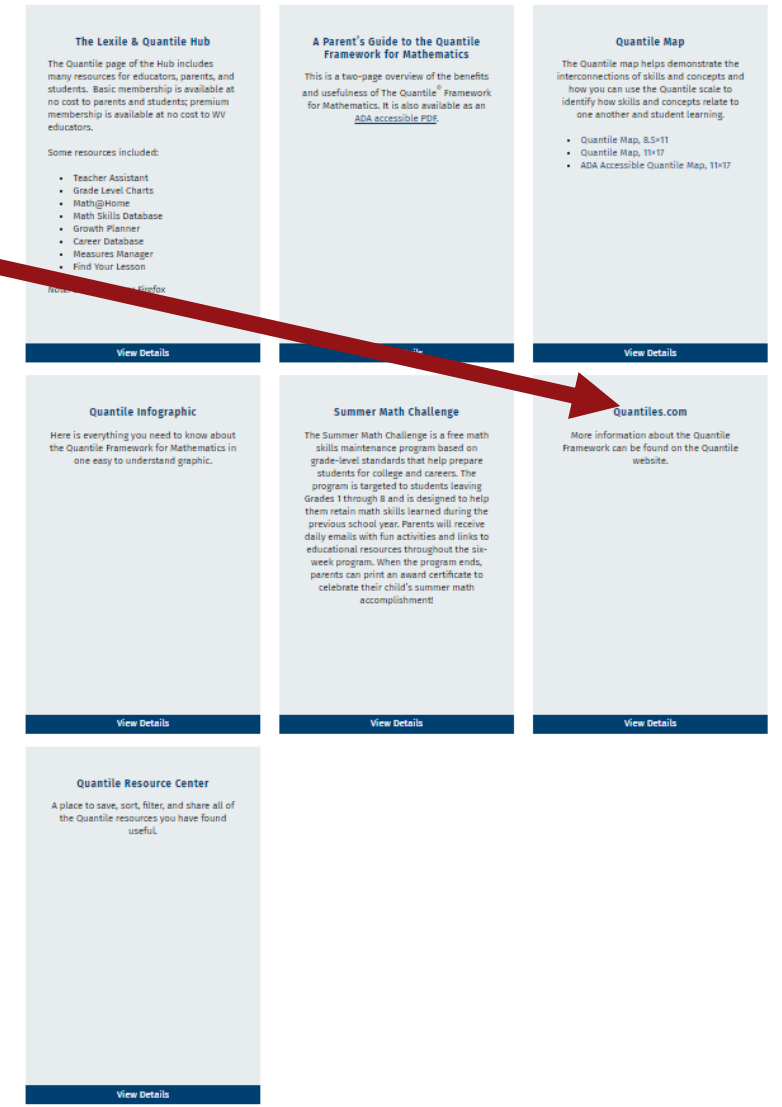 The Lexile & Quantile Hub
The Quantile page of the Hub includes
many resources for educators, parents, and
students.  Basic membership is available at
no cost to parents and students; premium
membership is available at no cost to WV
educators.
Some resources included:
• Teacher Assistant
• Grade Level Charts
• Math@Home
• Math Skills Database
• Growth Planner
• Career Database
• Measures Manager
• Find Your Lesson
Firefox
View Details
A Parent's Guide to the Quantile
Framework for Mathematics
This is a two-page overview of the benefits
and usefulness of The Quantile® Framework
for Mathematics. It is also available as an
ADA accessible PDF.
Quantile Map
The Quantile map helps demonstrate the
interconnections of skills and concepts and
how you can use the Quantile scale to
identify how skills and concepts relate to
one another and student learning.
• Quantile Map, 8.5×11
• Quantile Map, 11×17
• ADA Accessible Quantile Map, 11×17
View Details
Quantile Infographic
Here is everything you need to know about
the Quantile Framework for Mathematics in
one easy to understand graphic.
View Details
Summer Math Challenge
The Summer Math Challenge is a free math
skills maintenance program based on
grade-level standards that help prepare
students for college and careers. The
program is targeted to students leaving
Grades 1 through 8 and is designed to help
them retain math skills learned during the
previous school year. Parents will receive
daily emails with fun activities and links to
educational resources throughout the six-
week program. When the program ends,
parents can print an award certificate to
celebrate their child's summer math
accomplishment!
View Details
Quantiles.com
More information about the Quantile
Framework can be found on the Quantile
website.
View Details
Quantile Resource Center
A place to save, sort, filter, and share all of
the Quantile resources you have found
useful.
View Details